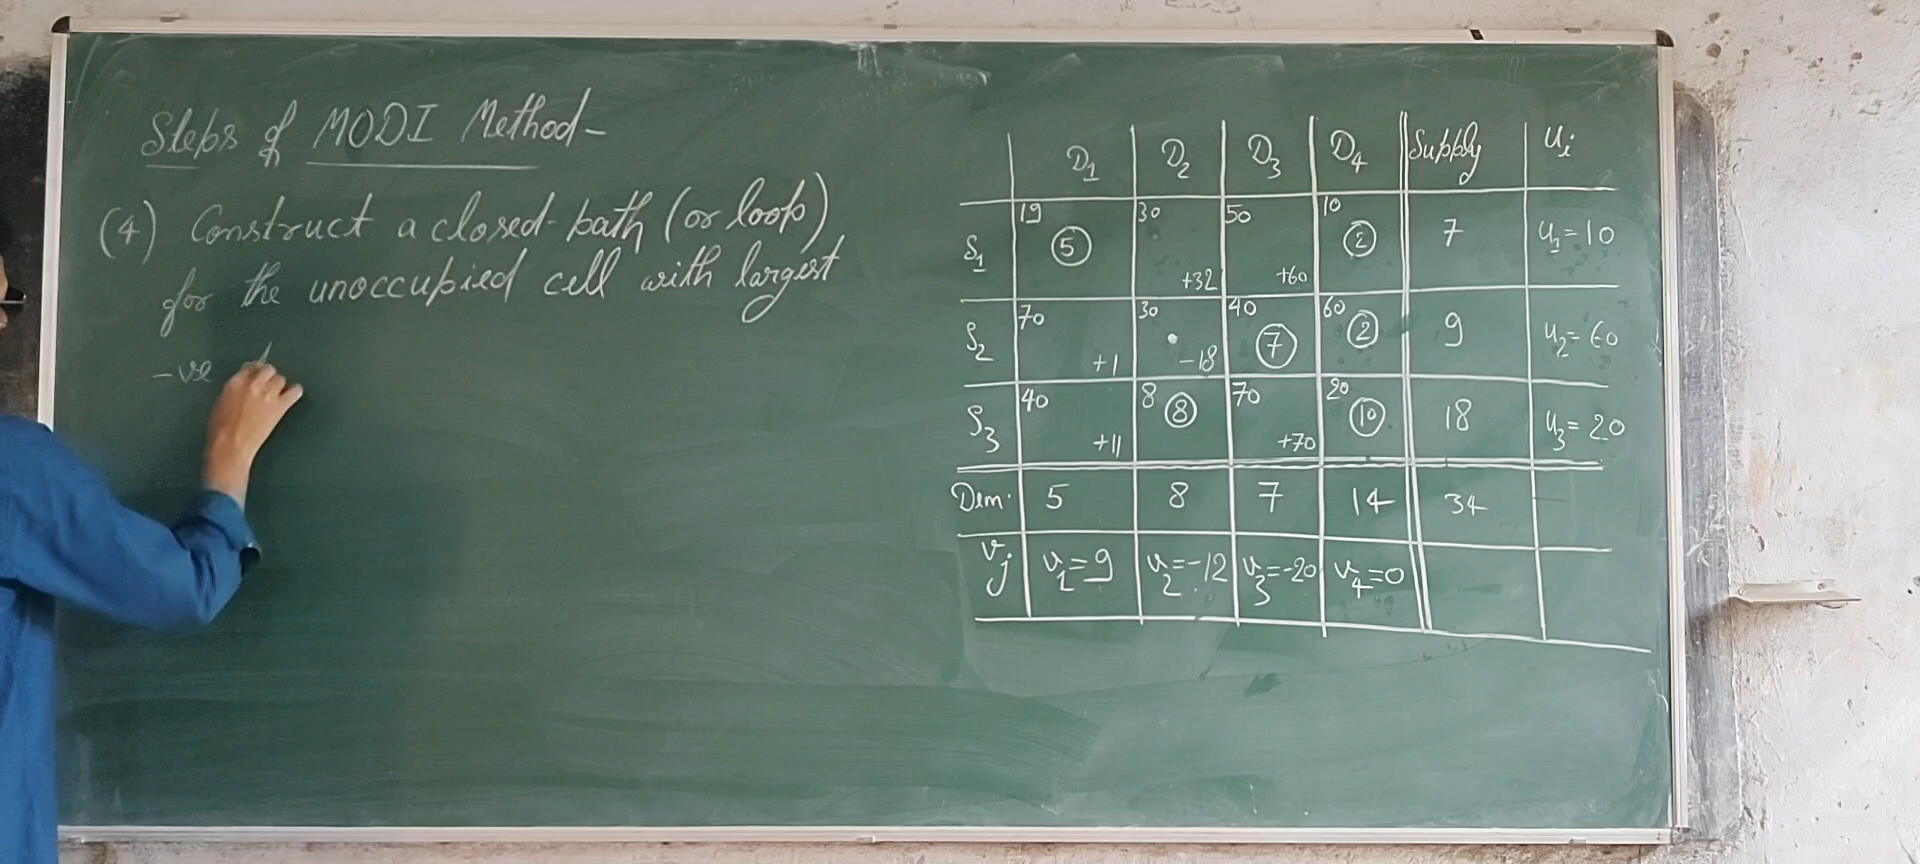 Steps of MODI Method-
(4) Construct a closed-path (or loop)
for the unoccupied cell with largest
-ve
D1 D2 D3 D4 Supply ui
S1 19 (5) 30 +32 50 +60 10 (2) 7 u1=10
S2 70 +1 30 -18 40 (7) 60 (2) 9 u2=60
S3 40 +11 8 (8) 70 +70 20 (10) 18 u3=20
Dem. 5 8 7 14 34
vj v1=9 v2=-12 v3=-20 v4=0